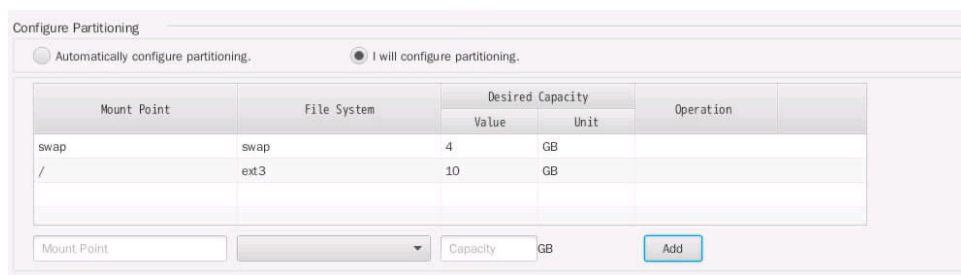 Configure Partitioning
Automatically configure partitioning. I will configure partitioning.
Mount Point File System Desired Capacity Operation
Value Unit
swap swap 4 GB
/ ext3 10 GB
Mount Point Capacity GB Add